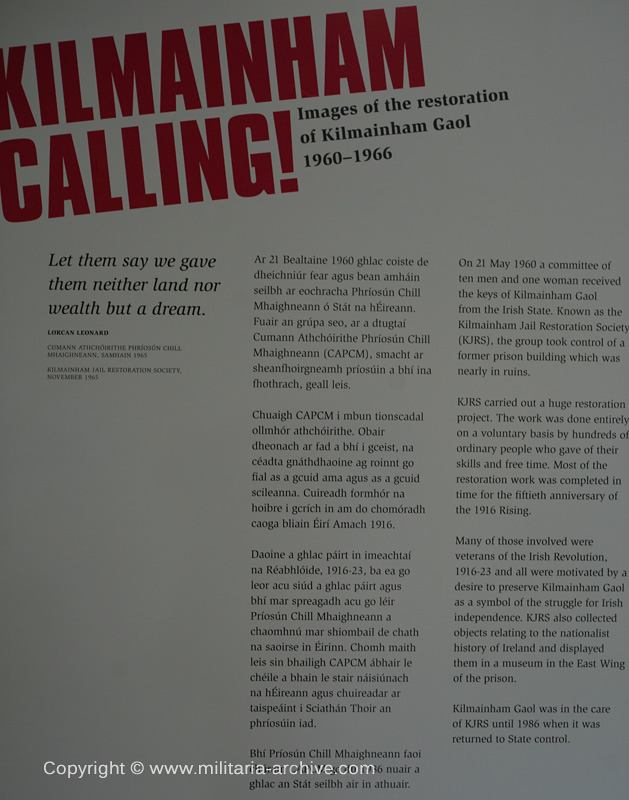 KILMAINHAM
CALLING!
Images of the restoration
of Kilmainham Gaol
1960–1966
Let them say we gave
them neither land nor
wealth but a dream.
LORCAN LEONARD
CUMANN ATHCHÓIRITHE PHRÍOSÚN CHILL
MHAIGHNEANN, SAMHAIN 1965
KILMAINHAM JAIL RESTORATION SOCIETY,
NOVEMBER 1965
Ar 21 Bealtaine 1960 ghlac coiste de
dheichniúr fear agus bean amháin
seilbh ar eochracha Phríosún Chill
Mhaighneann ó Stát na hÉireann.
Fuair an grúpa seo, ar a dtugtaí
Cumann Athchóirithe Phríosún Chill
Mhaighneann (CAPCM), smacht ar
sheanfhoirgneamh príosúin a bhí ina
fhothrach, geall leis.
Chuaigh CAPCM i mbun tionscadal
ollmhór athchóirithe. Obair
dheonach ar fad a bhí i gceist, na
céadta gnáthdhaoine ag roinnt go
fial as a gcuid ama agus as a gcuid
scileanna. Cuireadh formhór na
hoibre i gcrích in am do chomóradh
caoga bliain Éirí Amach 1916.
Daoine a ghlac páirt in imeachtaí
na Réabhlóide, 1916-23, ba ea go
leor acu siúd a ghlac páirt agus
bhí mar spreagadh acu go léir
Príosún Chill Mhaighneann a
chaomhnú mar shiombail de chath
na saoirse in Éirinn. Chomh maith
leis sin bhailigh CAPCM ábhair le
chéile a bhain le stair náisiúnach
na hÉireann agus chuireadar ar
taispeáint i Sciathán Thoir an
phríosúin iad.
Bhí Príosún Chill Mhaighneann faoi
86 nuair a
ghlac an Stát seilbh air in athuair.
On 21 May 1960 a committee of
ten men and one woman received
the keys of Kilmainham Gaol
from the Irish State. Known as the
Kilmainham Jail Restoration Society
(KJRS), the group took control of a
former prison building which was
nearly in ruins.
KJRS carried out a huge restoration
project. The work was done entirely
on a voluntary basis by hundreds of
ordinary people who gave of their
skills and free time. Most of the
restoration work was completed in
time for the fiftieth anniversary of
the 1916 Rising.
Many of those involved were
veterans of the Irish Revolution,
1916-23 and all were motivated by a
desire to preserve Kilmainham Gaol
as a symbol of the struggle for Irish
independence. KJRS also collected
objects relating to the nationalist
history of Ireland and displayed
them in a museum in the East Wing
of the prison.
Kilmainham Gaol was in the care
of KJRS until 1986 when it was
returned to State control.
Copyright © www.militaria-archive.com